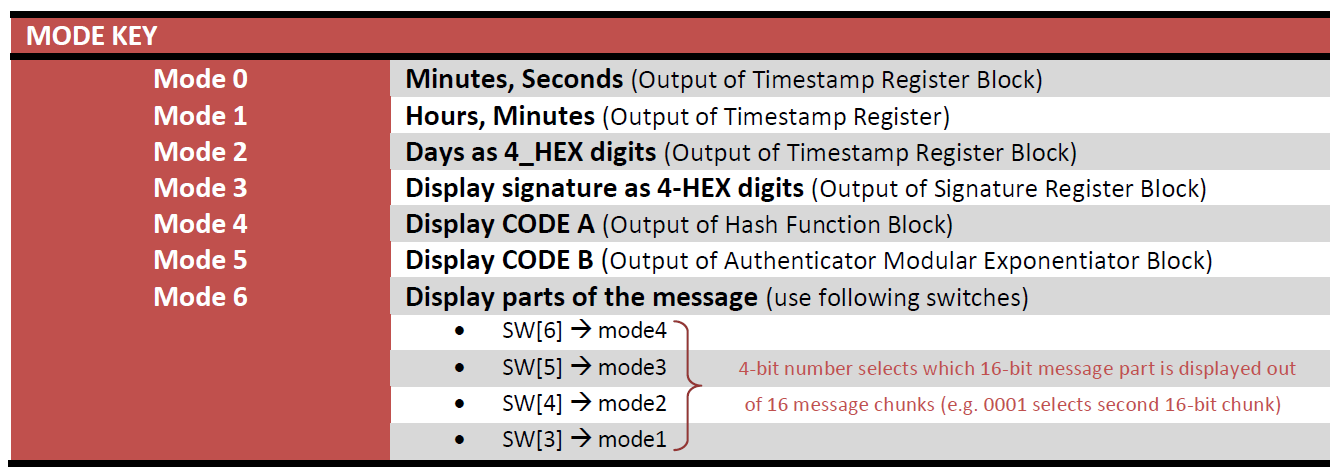 MODE KEY
Mode 0 Minutes, Seconds (Output of Timestamp Register Block)
Mode 1 Hours, Minutes (Output of Timestamp Register)
Mode 2 Days as 4_HEX digits (Output of Timestamp Register Block)
Mode 3 Display signature as 4-HEX digits (Output of Signature Register Block)
Mode 4 Display CODE A (Output of Hash Function Block)
Mode 5 Display CODE B (Output of Authenticator Modular Exponentiator Block)
Mode 6 Display parts of the message (use following switches)
• SW[6] → mode4
• SW[5] → mode3 4-bit number selects which 16-bit message part is displayed out
• SW[4] → mode2 of 16 message chunks (e.g. 0001 selects second 16-bit chunk)
• SW[3] → mode1